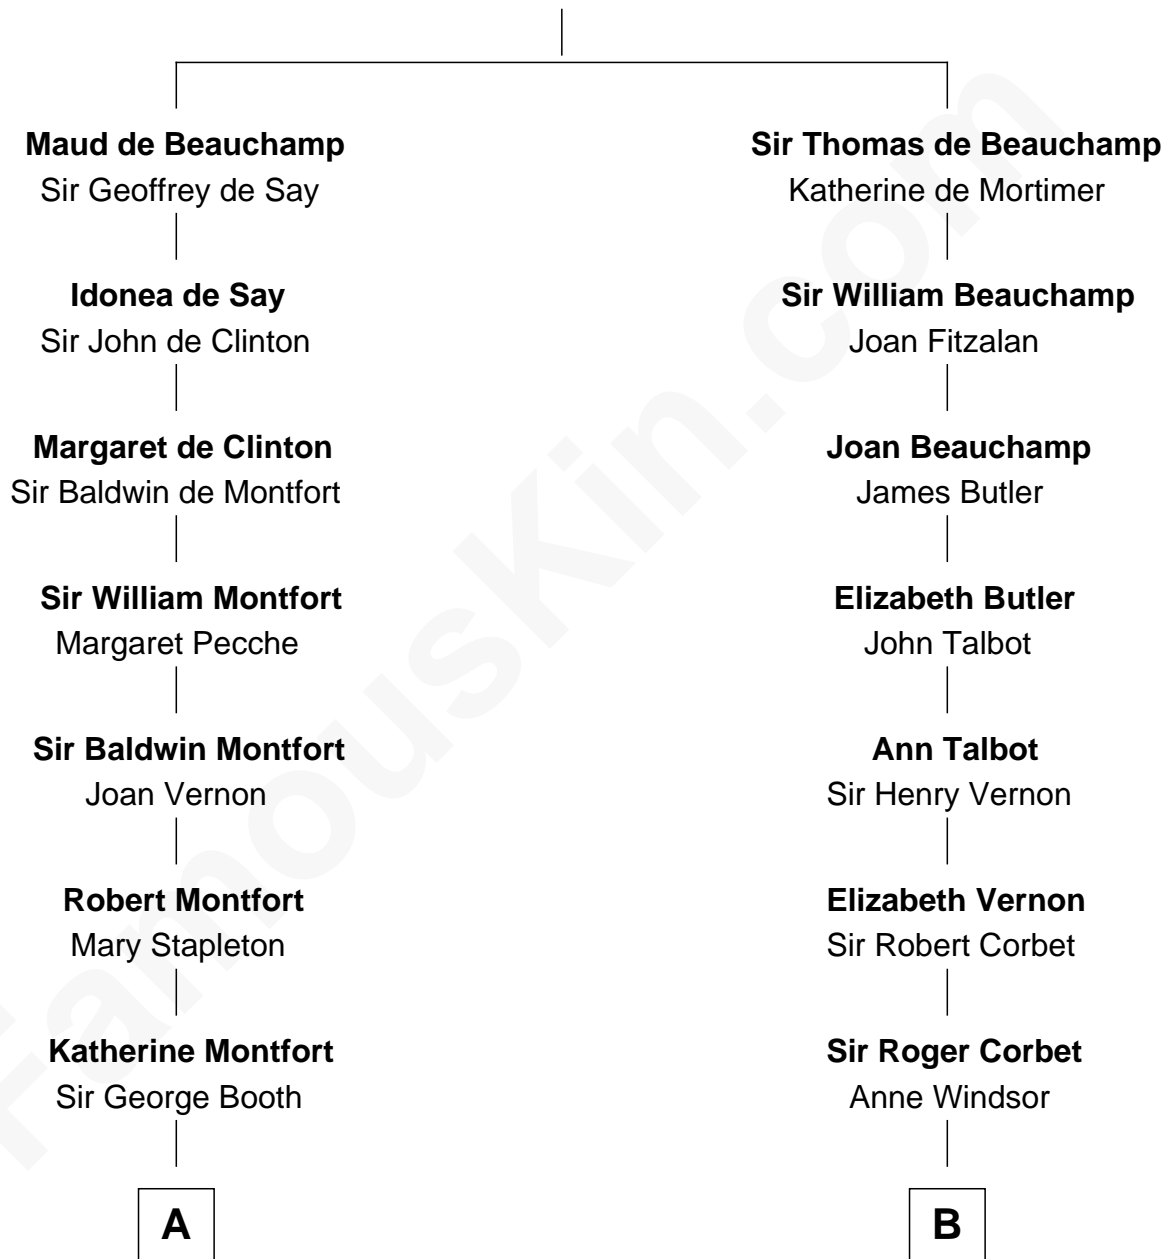 Maud de Beauchamp
Sir Geoffrey de Say
Sir Thomas de Beauchamp
Katherine de Mortimer
Idonea de Say
Sir John de Clinton
Sir William Beauchamp
Joan Fitzalan
Margaret de Clinton
Sir Baldwin de Montfort
Joan Beauchamp
James Butler
Sir William Montfort
Margaret Pecche
Elizabeth Butler
John Talbot
Sir Baldwin Montfort
Joan Vernon
Ann Talbot
Sir Henry Vernon
Robert Montfort
Mary Stapleton
Elizabeth Vernon
Sir Robert Corbet
Katherine Montfort
Sir George Booth
Sir Roger Corbet
Anne Windsor
A
B
FamousKin.com